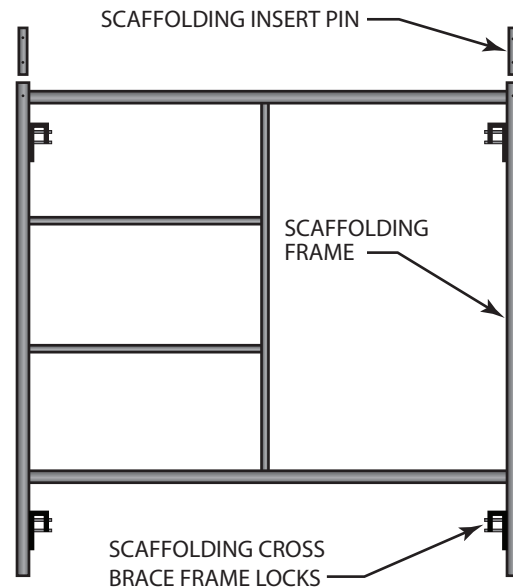 SCAFFOLDING INSERT PIN
SCAFFOLDING
FRAME
SCAFFOLDING CROSS
BRACE FRAME LOCKS